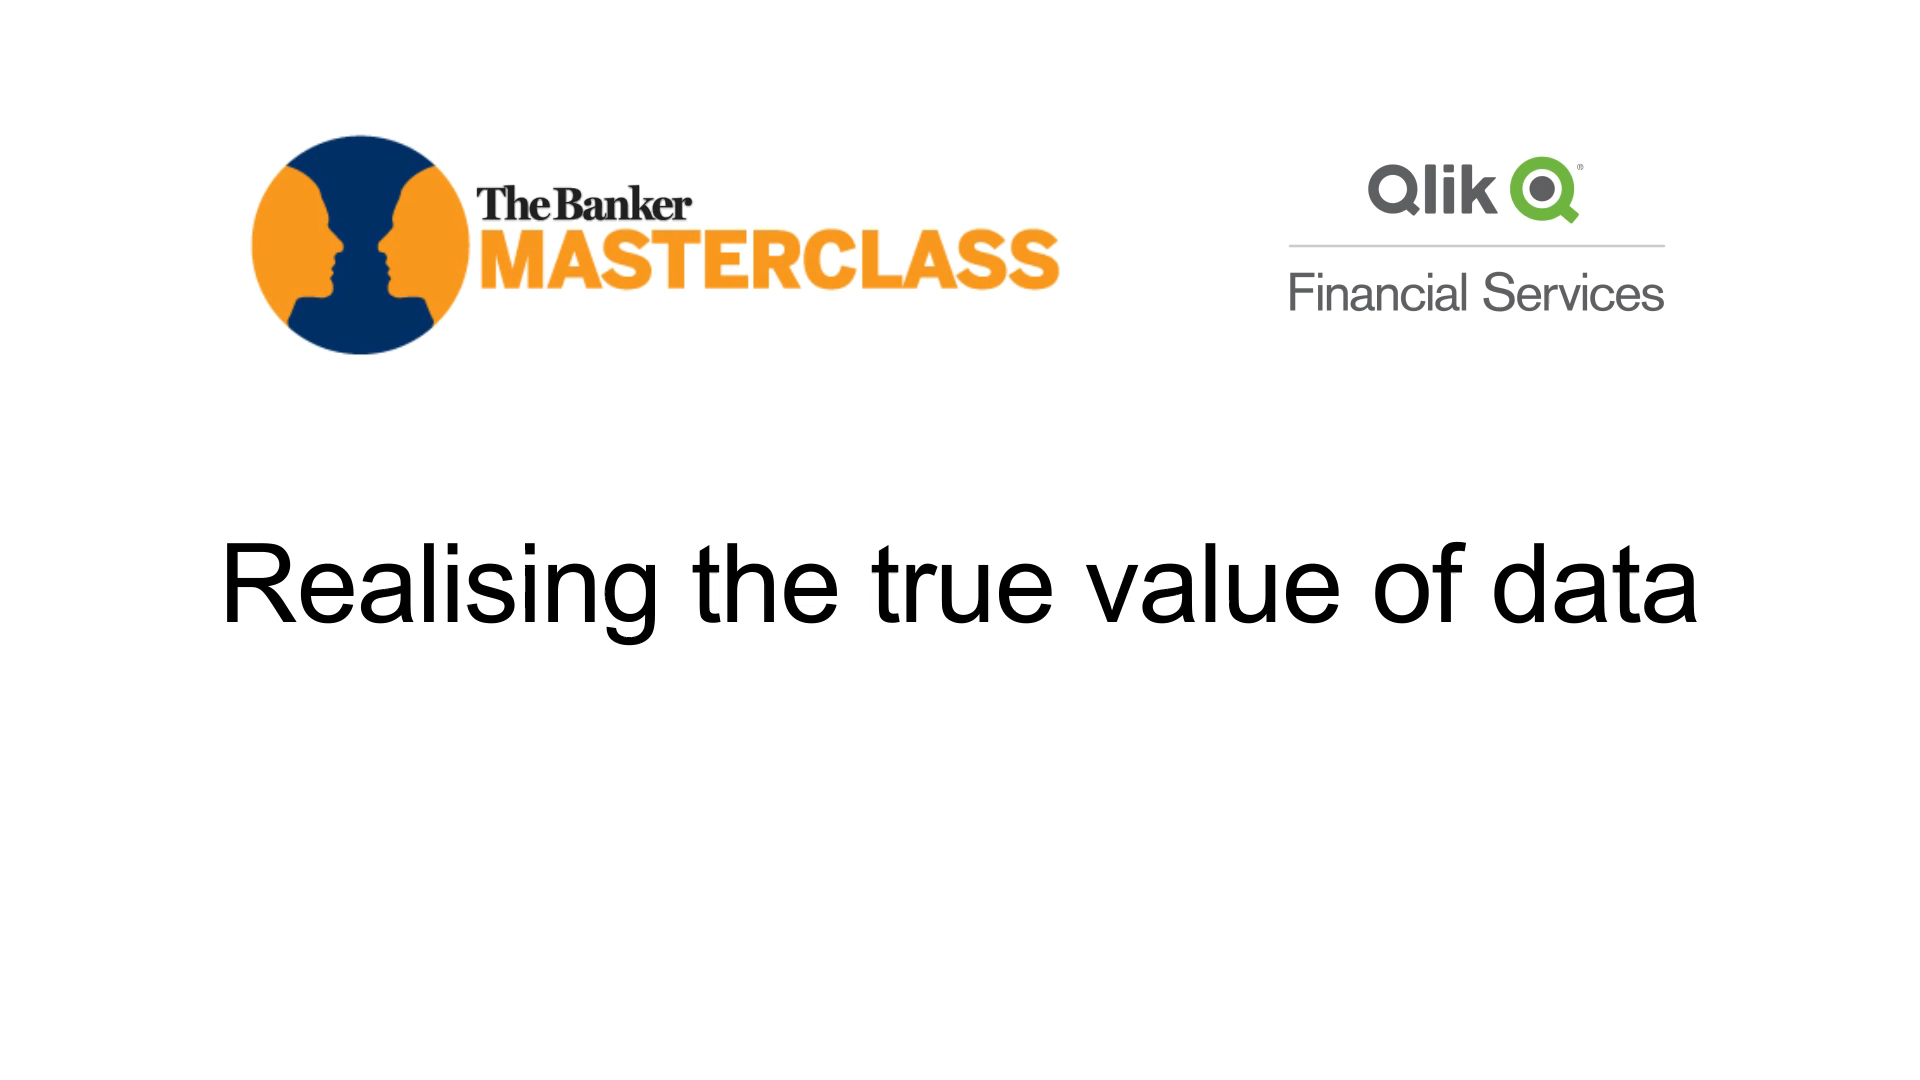 The Banker
MASTERCLASS
Qlik
Financial Services
Realising the true value of data